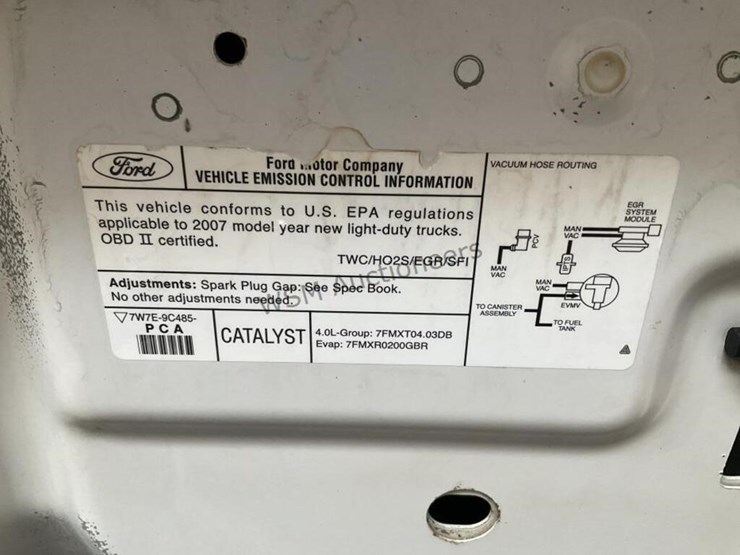 Ford
Ford Motor Company
VEHICLE EMISSION CONTROL INFORMATION
This vehicle conforms to U.S. EPA regulations
applicable to 2007 model year new light-duty trucks.
OBD II certified.
TWC/HO2S/EGR/SFI
Adjustments: Spark Plug Gap: See Spec Book.
No other adjustments needed.
7W7E-9C485-
P C A
CATALYST
4.0L-Group: 7FMXT04.03DB
Evap: 7FMXR0200GBR
VACUUM HOSE ROUTING
EGR
SYSTEM
MODULE
MAN
VAC
PCV
MAN
VAC
FPS
MAN
VAC
EVMV
TO CANISTER
ASSEMBLY
TO FUEL
TANK
WSM Auctioneers